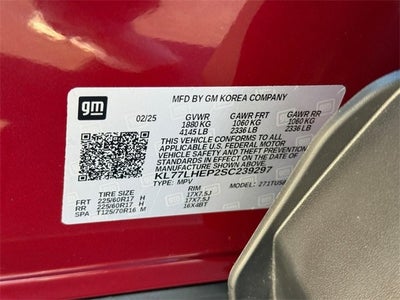 gm
MFD BY GM KOREA COMPANY
02/25 GVWR GAWR FRT GAWR RR
1880 KG 1060 KG 1060 KG
4145 LB 2336 LB 2336 LB
THIS VEHICLE CONFORMS TO ALL
APPLICABLE U.S. FEDERAL MOTOR
VEHICLE SAFETY STANDARDS IN
EFFECT ON THE DATE OF
MANUFACTURE SHOWN ABOVE.
KL77LHEP2SC239297
TYPE: MPV MODEL:
TIRE SIZE RIM
FRT 225/60R17 H 17X7.5J
RR 225/60R17 H 17X7.5J
SPA T125/70R16 M 16X4BT